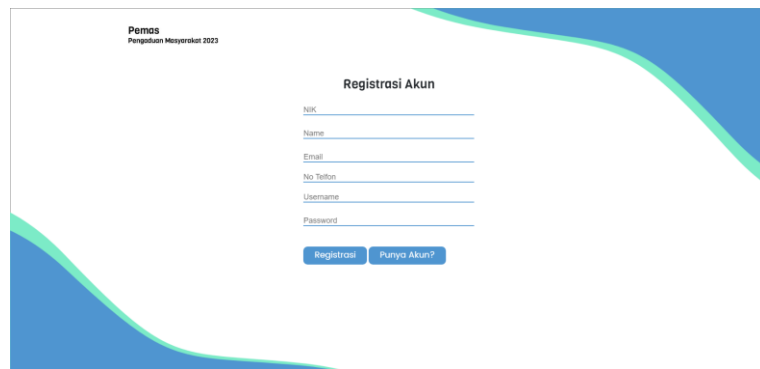 Pemas
Pengaduan Masyarakat 2023
Registrasi Akun
NIK
Name
Email
No Telfon
Username
Password
Registrasi
Punya Akun?